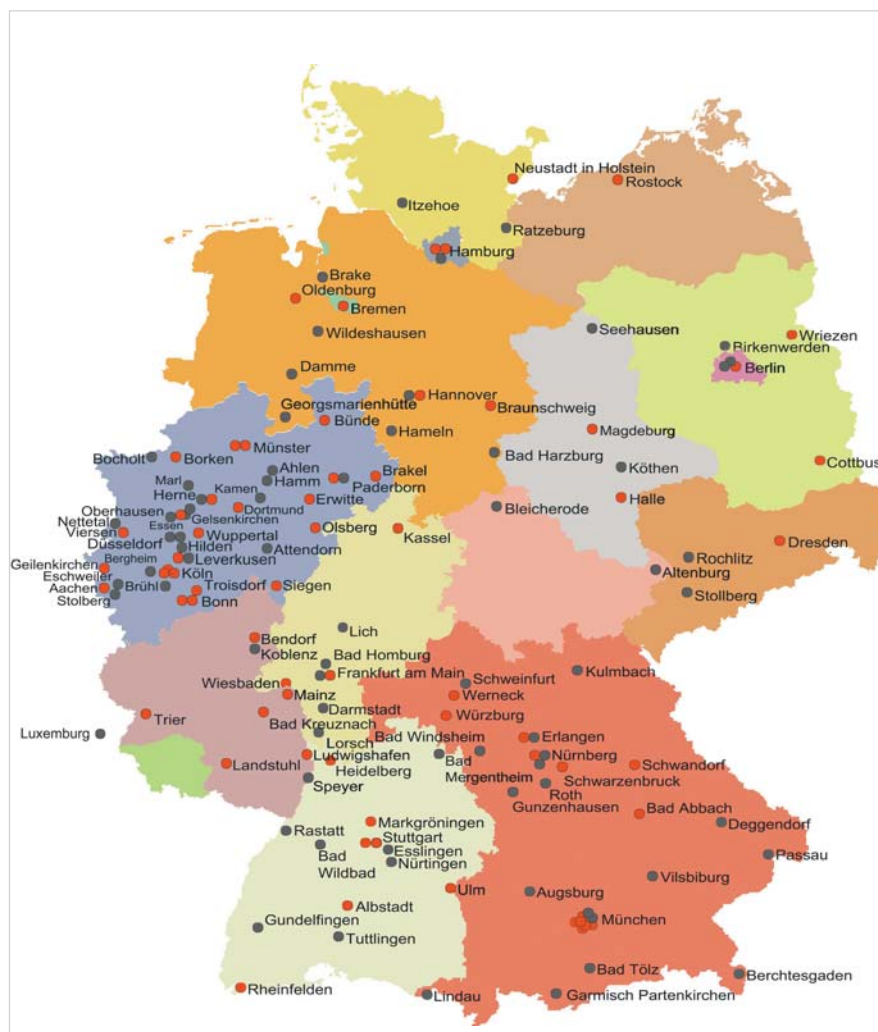 Neustadt in Holstein
Rostock
Itzehoe
Ratzeburg
Hamburg
Brake
Oldenburg
Bremen
Wildeshausen
Seehausen
Wriezen
Birkenwerden
Berlin
Damme
Hannover
Georgsmarienhütte
Braunschweig
Bünde
Hameln
Magdeburg
Münster
Bocholt
Borken
Bad Harzburg
Cottbus
Ahlen
Köthen
Marl
Hamm
Brakel
Paderborn
Kamen
Herne
Erwitte
Halle
Dortmund
Bleicherode
Oberhausen
Gelsenkirchen
Nettetal
Essen
Olsberg
Kassel
Viersen
Wuppertal
Düsseldorf
Dresden
Hilden
Attendorn
Rochlitz
Bergheim
Leverkusen
Geilenkirchen
Altenburg
Eschweiler
Köln
Aachen
Brühl
Troisdorf
Siegen
Stollberg
Stolberg
Bonn
Lich
Bendorf
Koblenz
Bad Homburg
Kulmbach
Frankfurt am Main
Wiesbaden
Schweinfurt
Mainz
Werneck
Darmstadt
Trier
Würzburg
Bad Kreuznach
Luxemburg
Bad Windsheim
Erlangen
Lorsch
Ludwigshafen
Nürnberg
Landstuhl
Bad
Mergentheim
Schwandorf
Heidelberg
Schwarzenbruck
Speyer
Roth
Gunzenhausen
Bad Abbach
Markgröningen
Deggendorf
Rastatt
Stuttgart
Esslingen
Bad
Wildbad
Nürtingen
Passau
Vilsbiburg
Ulm
Augsburg
Albstadt
Gundelfingen
München
Tuttlingen
Bad Tölz
Berchtesgaden
Rheinfelden
Lindau
Garmisch Partenkirchen